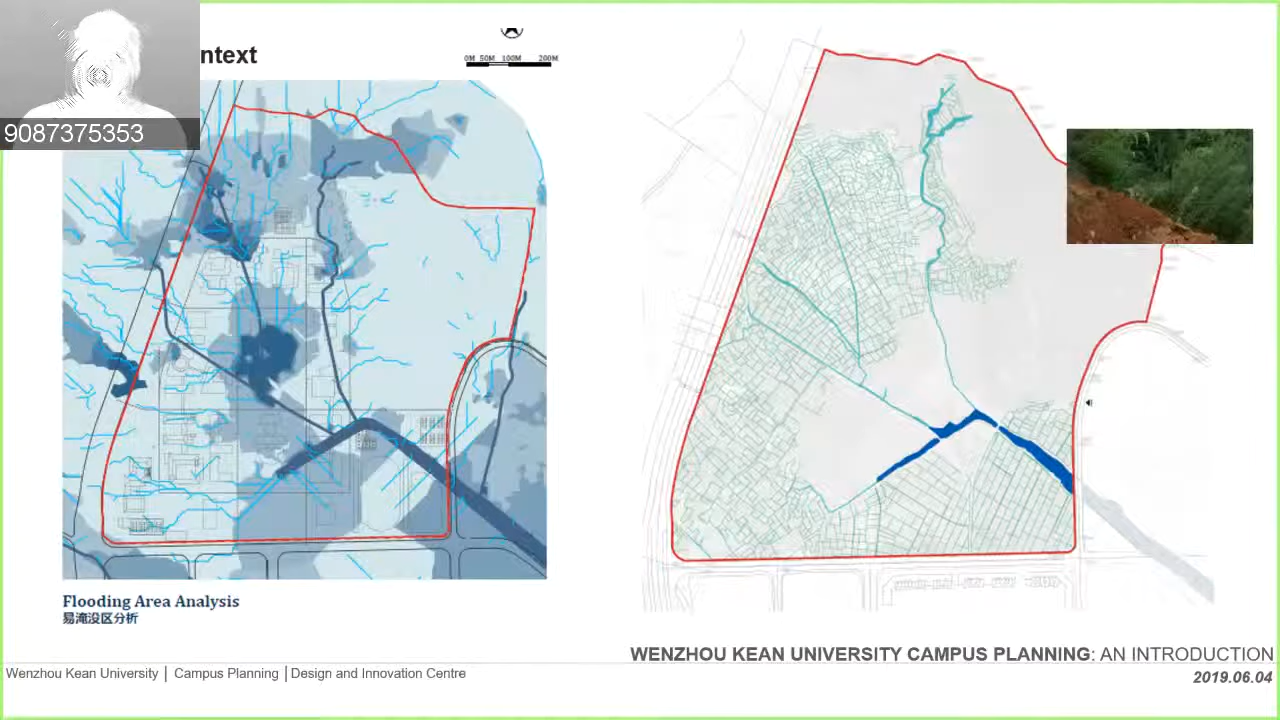 ntext
0M 50M 100M 200M
9087375353
Flooding Area Analysis
易淹没区分析
WENZHOU KEAN UNIVERSITY CAMPUS PLANNING: AN INTRODUCTION
Wenzhou Kean University │ Campus Planning │Design and Innovation Centre
2019.06.04